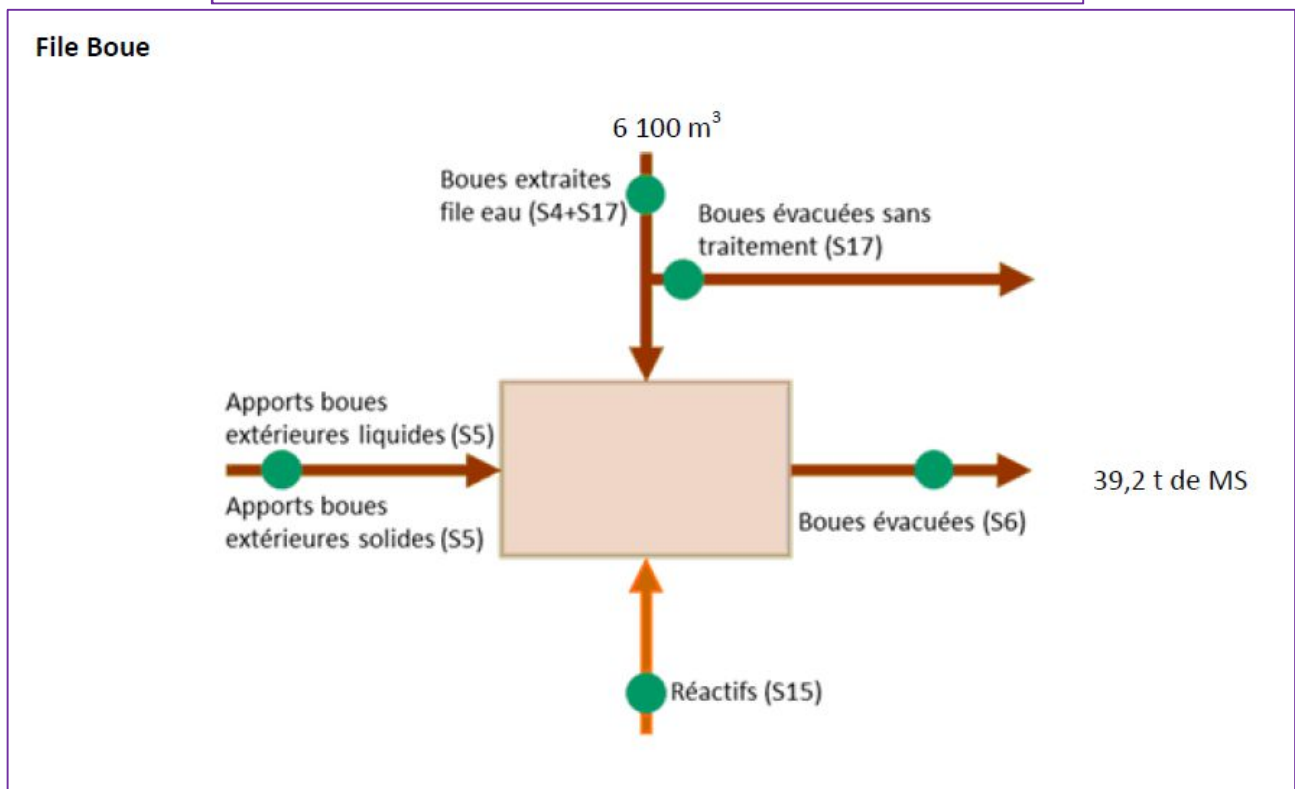 File Boue
6 100 m³
Boues extraites
file eau (S4+S17)
Boues évacuées sans
traitement (S17)
Apports boues
extérieures liquides (S5)
Apports boues
extérieures solides (S5)
39,2 t de MS
Boues évacuées (S6)
Réactifs (S15)